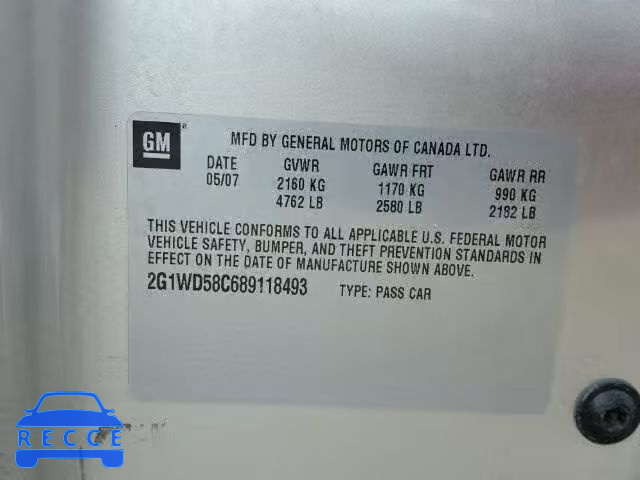 GM
MFD BY GENERAL MOTORS OF CANADA LTD.
DATE GVWR GAWR FRT GAWR RR
05/07 2160 KG 1170 KG 990 KG
4762 LB 2580 LB 2182 LB
THIS VEHICLE CONFORMS TO ALL APPLICABLE U.S. FEDERAL MOTOR
VEHICLE SAFETY, BUMPER, AND THEFT PREVENTION STANDARDS IN
EFFECT ON THE DATE OF MANUFACTURE SHOWN ABOVE.
2G1WD58C689118493 TYPE: PASS CAR
RECCE